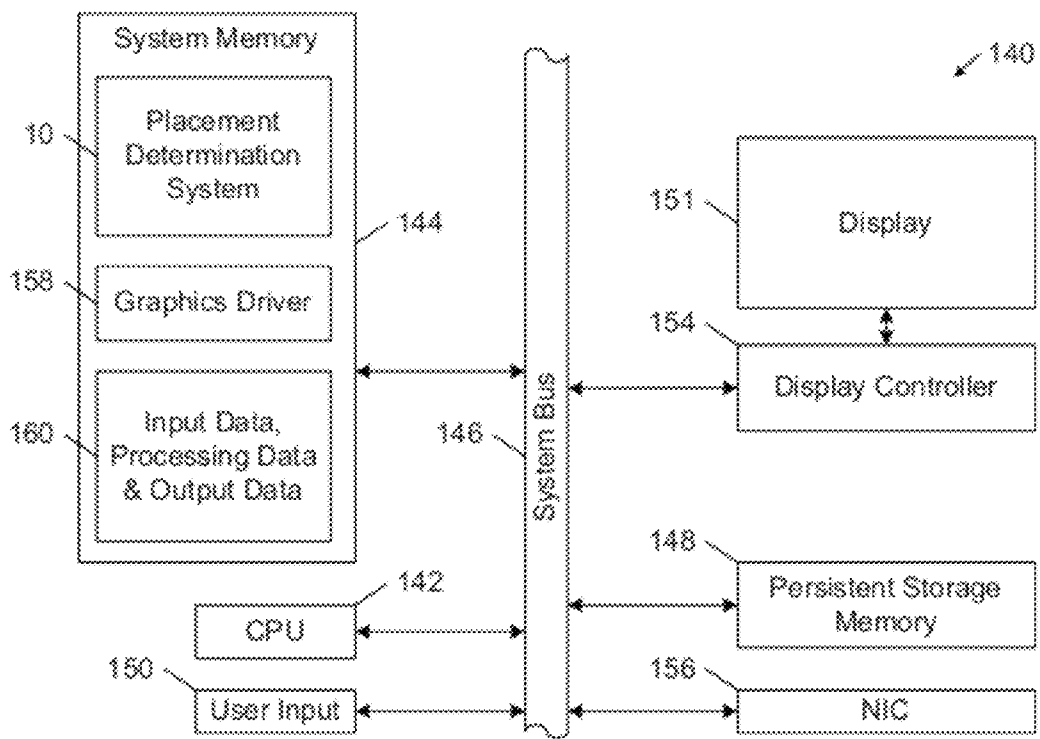 System Memory
10
Placement
Determination
System
144
158
Graphics Driver
160
Input Data,
Processing Data
& Output Data
142
CPU
150
User Input
146
System Bus
140
151
Display
154
Display Controller
148
Persistent Storage
Memory
156
NIC